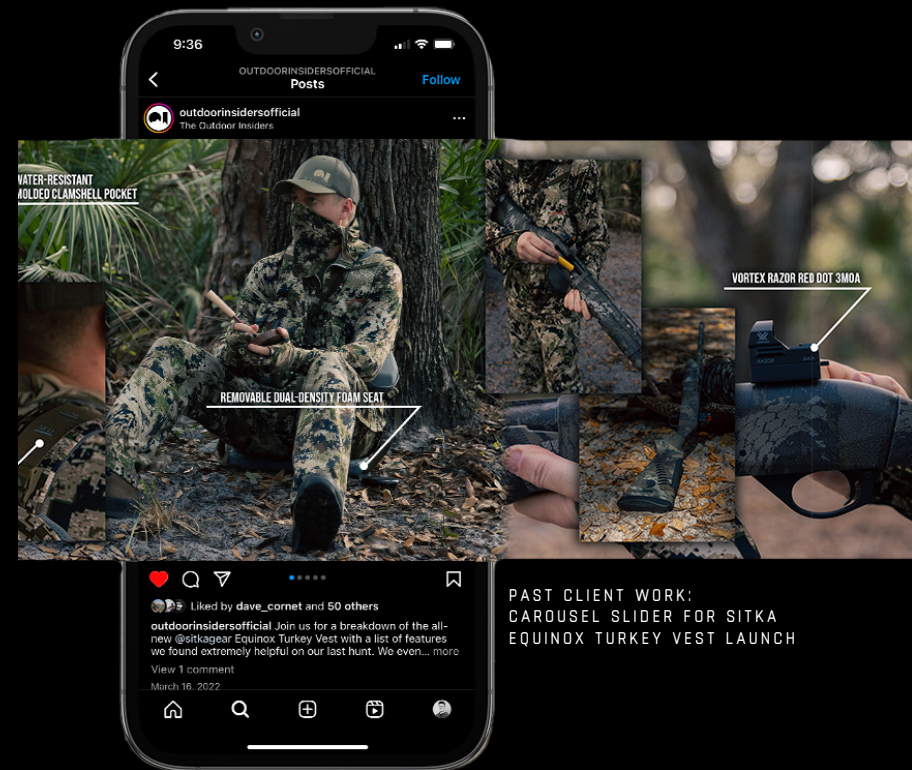 9:36
OUTDOORINSIDERSOFFICIAL
Posts
Follow
outdoorinsidersofficial
The Outdoor Insiders
WATER-RESISTANT
MOLDED CLAMSHELL POCKET
VORTEX RAZOR RED DOT 3MOA
RAZOR
REMOVABLE DUAL-DENSITY FOAM SEAT
Liked by dave_cornet and 50 others
outdoorinsidersofficial Join us for a breakdown of the all-
new @sitkagear Equinox Turkey Vest with a list of features
we found extremely helpful on our last hunt. We even... more
View 1 comment
March 16, 2022
PAST CLIENT WORK:
CAROUSEL SLIDER FOR SITKA
EQUINOX TURKEY VEST LAUNCH